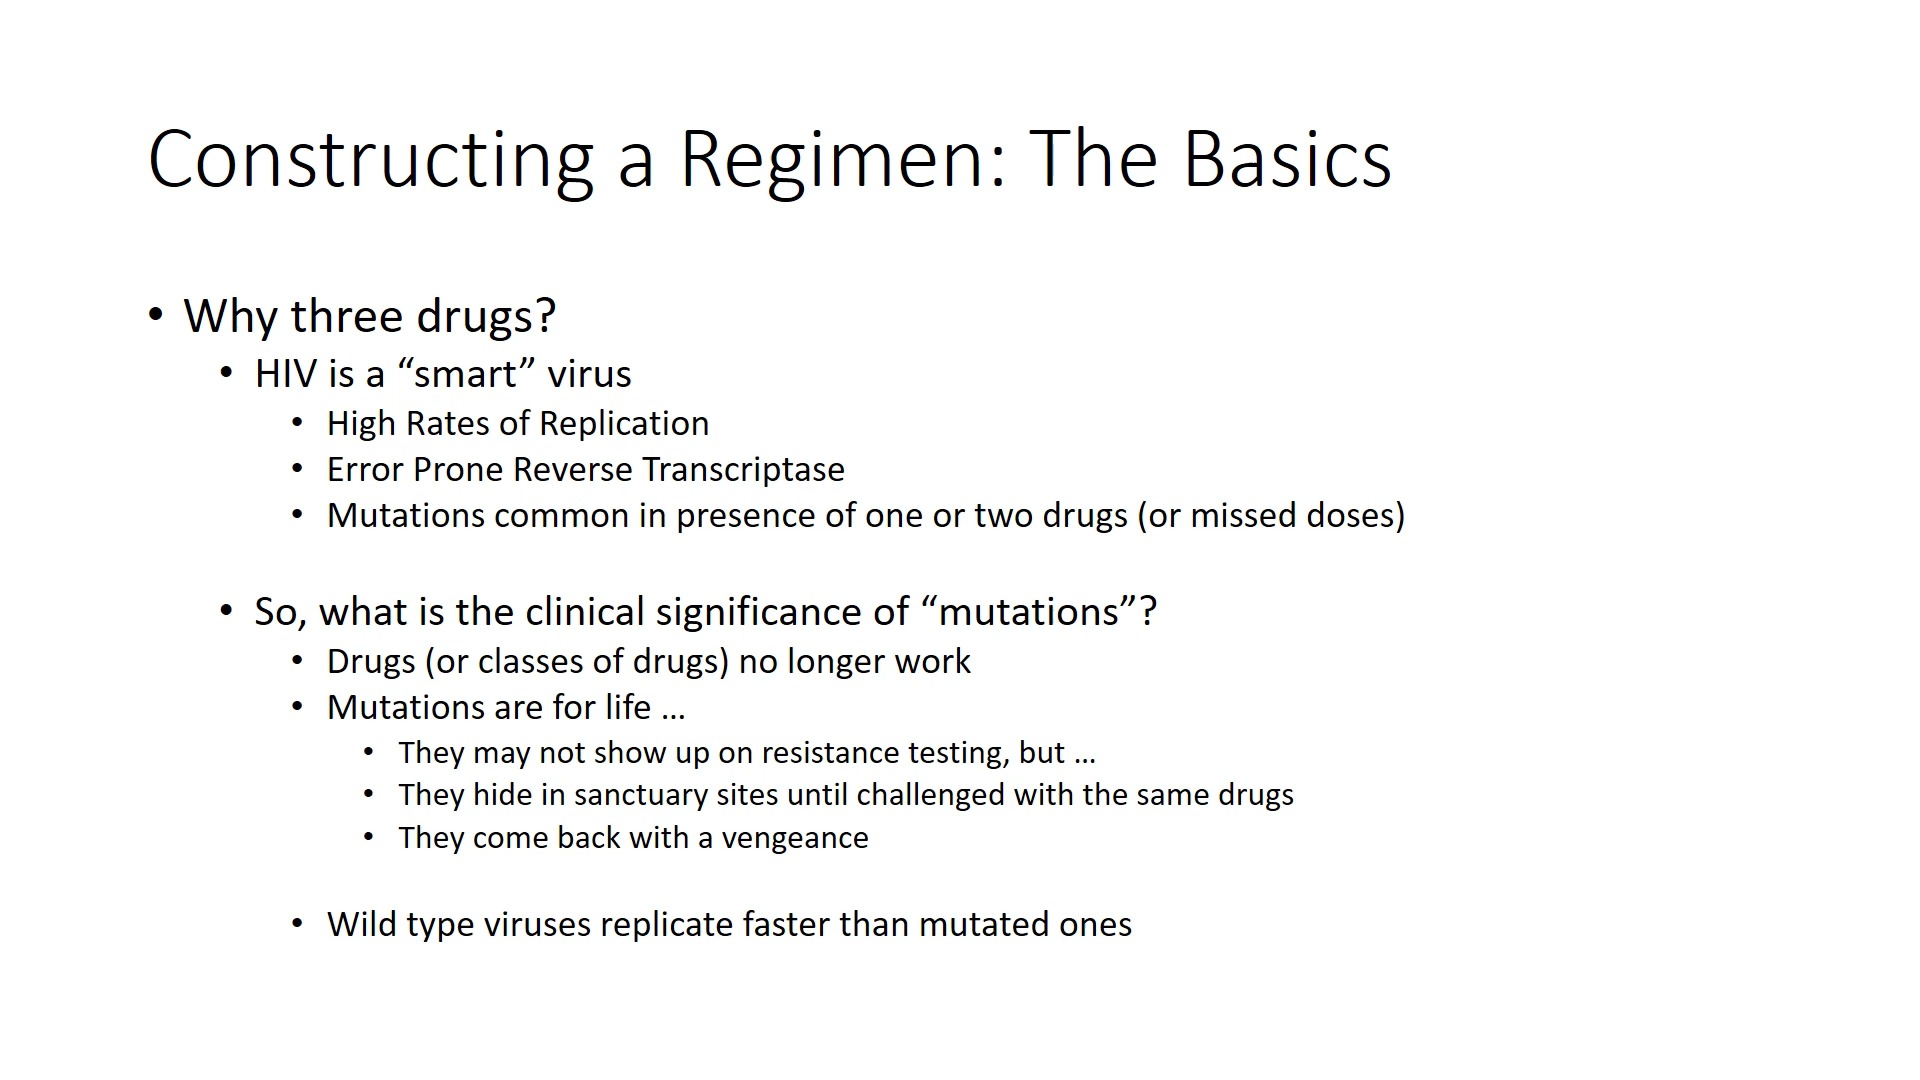 Constructing a Regimen: The Basics
• Why three drugs?
• HIV is a “smart” virus
• High Rates of Replication
• Error Prone Reverse Transcriptase
• Mutations common in presence of one or two drugs (or missed doses)
• So, what is the clinical significance of “mutations”?
• Drugs (or classes of drugs) no longer work
• Mutations are for life …
• They may not show up on resistance testing, but …
• They hide in sanctuary sites until challenged with the same drugs
• They come back with a vengeance
• Wild type viruses replicate faster than mutated ones